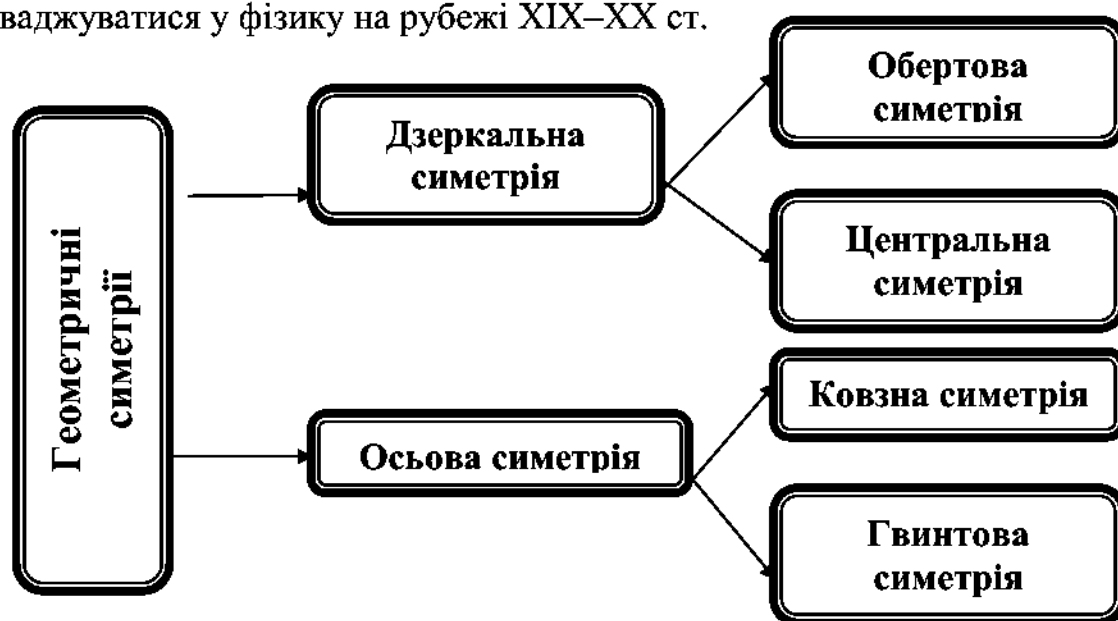 ваджуватися у фізику на рубежі XIX–XX ст.
Геометричні
симетрії
Дзеркальна
симетрія
Осьова симетрія
Обертова
симетрія
Центральна
симетрія
Ковзна симетрія
Гвинтова
симетрія